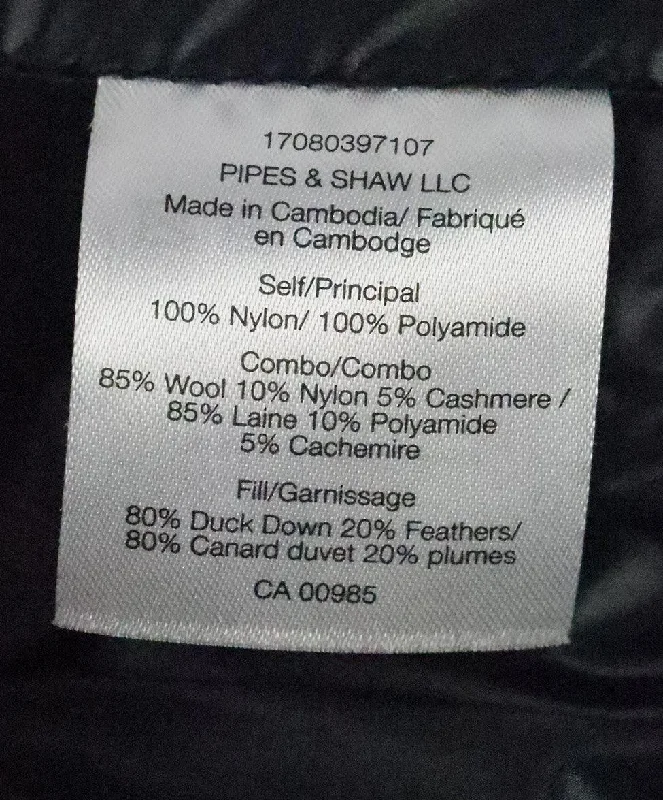 17080397107
PIPES & SHAW LLC
Made in Cambodia/ Fabriqué
en Cambodge
Self/Principal
100% Nylon/ 100% Polyamide
Combo/Combo
85% Wool 10% Nylon 5% Cashmere /
85% Laine 10% Polyamide
5% Cachemire
Fill/Garnissage
80% Duck Down 20% Feathers/
80% Canard duvet 20% plumes
CA 00985